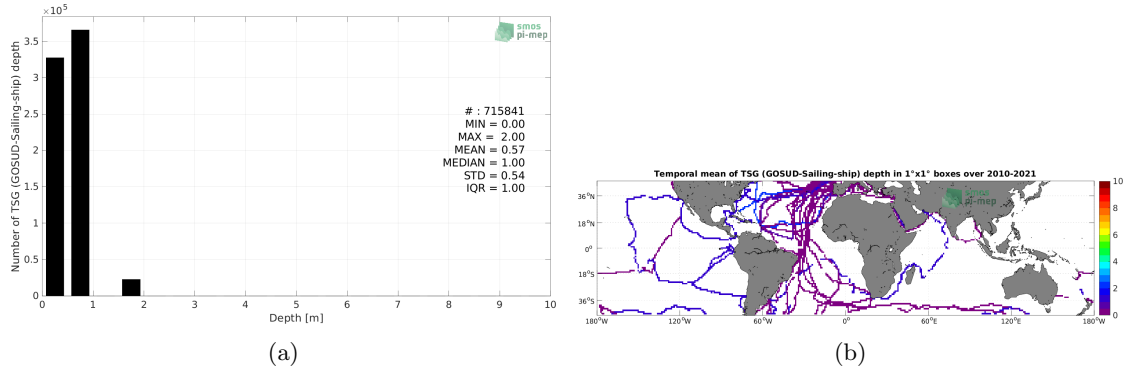 ×10⁵
smos
pi-mep
3.5
3
2.5
2
1.5
1
0.5
0
Number of TSG (GOSUD-Sailing-ship) depth
# : 715841
MIN = 0.00
MAX = 2.00
MEAN = 0.57
MEDIAN = 1.00
STD = 0.54
IQR = 1.00
0 1 2 3 4 5 6 7 8 9 10
Depth [m]
(a)
Temporal mean of TSG (GOSUD-Sailing-ship) depth in 1°x1° boxes over 2010-2021
smos
pi-mep
36°N
18°N
0°
18°S
36°S
180°W 120°W 60°W 0° 60°E 120°E 180°W
10
8
6
4
2
0
(b)